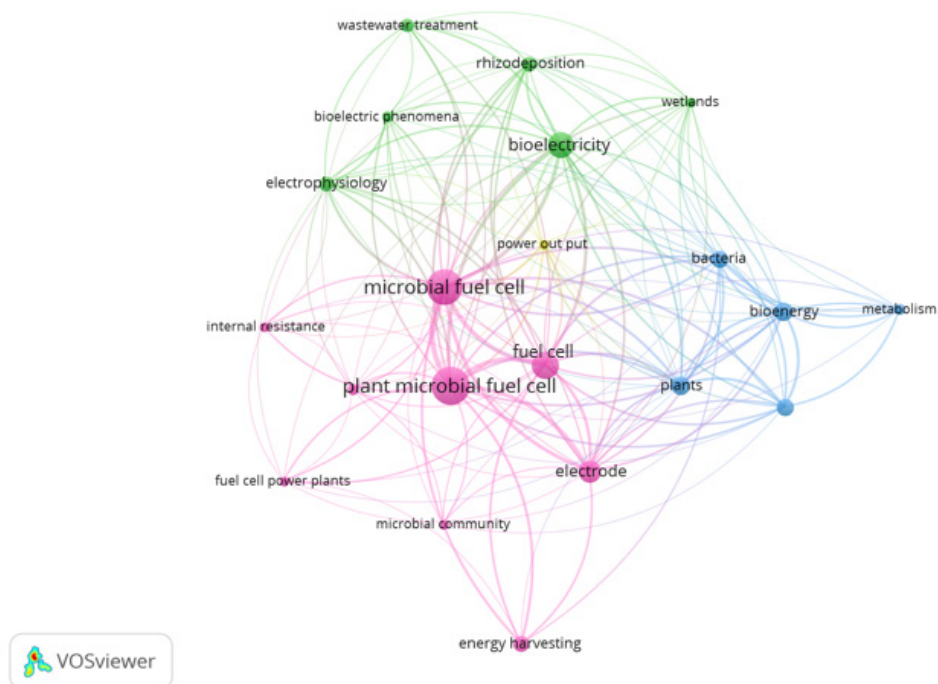 wastewater treatment
rhizodeposition
wetlands
bioelectric phenomena
bioelectricity
electrophysiology
power out put
bacteria
microbial fuel cell
bioenergy
metabolism
internal resistance
fuel cell
plant microbial fuel cell
plants
electrode
fuel cell power plants
microbial community
energy harvesting
VOSviewer